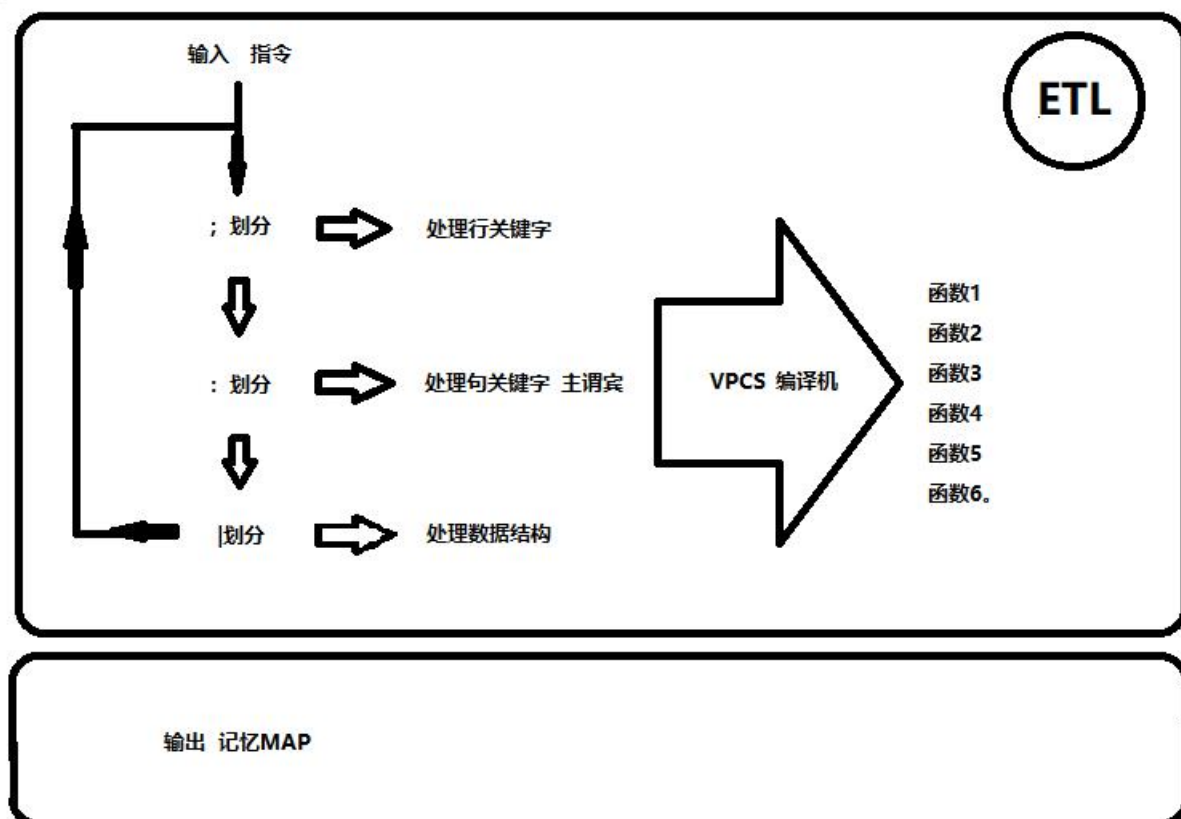 输入 指令
ETL
; 划分
处理行关键字
: 划分
处理句关键字 主谓宾
|划分
处理数据结构
VPCS 编译机
函数1
函数2
函数3
函数4
函数5
函数6。
输出 记忆MAP